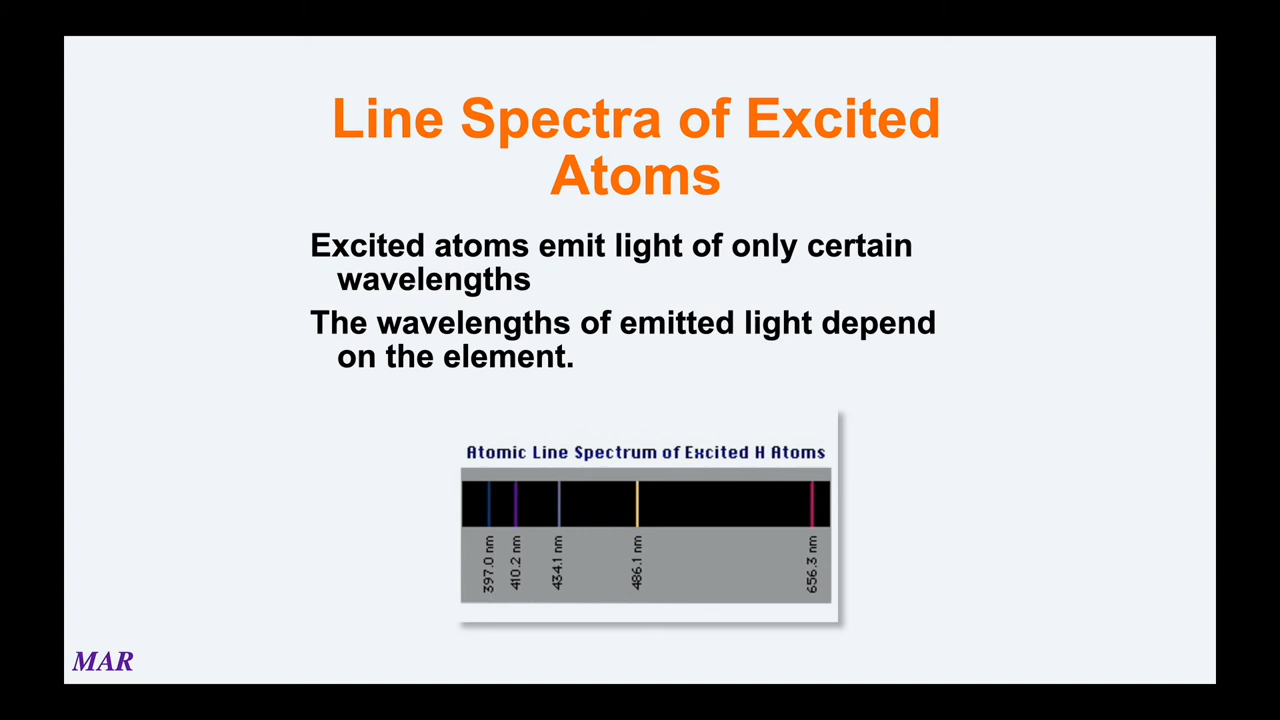 Line Spectra of Excited
Atoms
Excited atoms emit light of only certain
wavelengths
The wavelengths of emitted light depend
on the element.
Atomic Line Spectrum of Excited H Atoms
397.0 nm
410.2 nm
434.1 nm
486.1 nm
656.3 nm
MAR